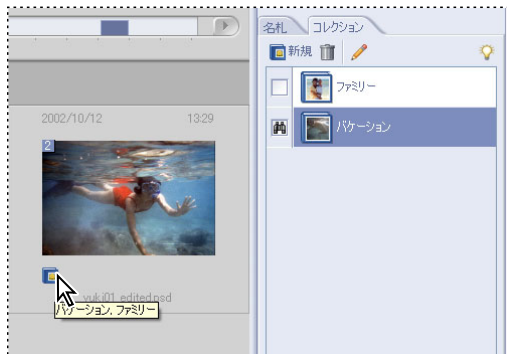 名札 コレクション
新規
ファミリー
バケーション
2002/10/12 13:29
2
yuki01_edited.psd
バケーション, ファミリー